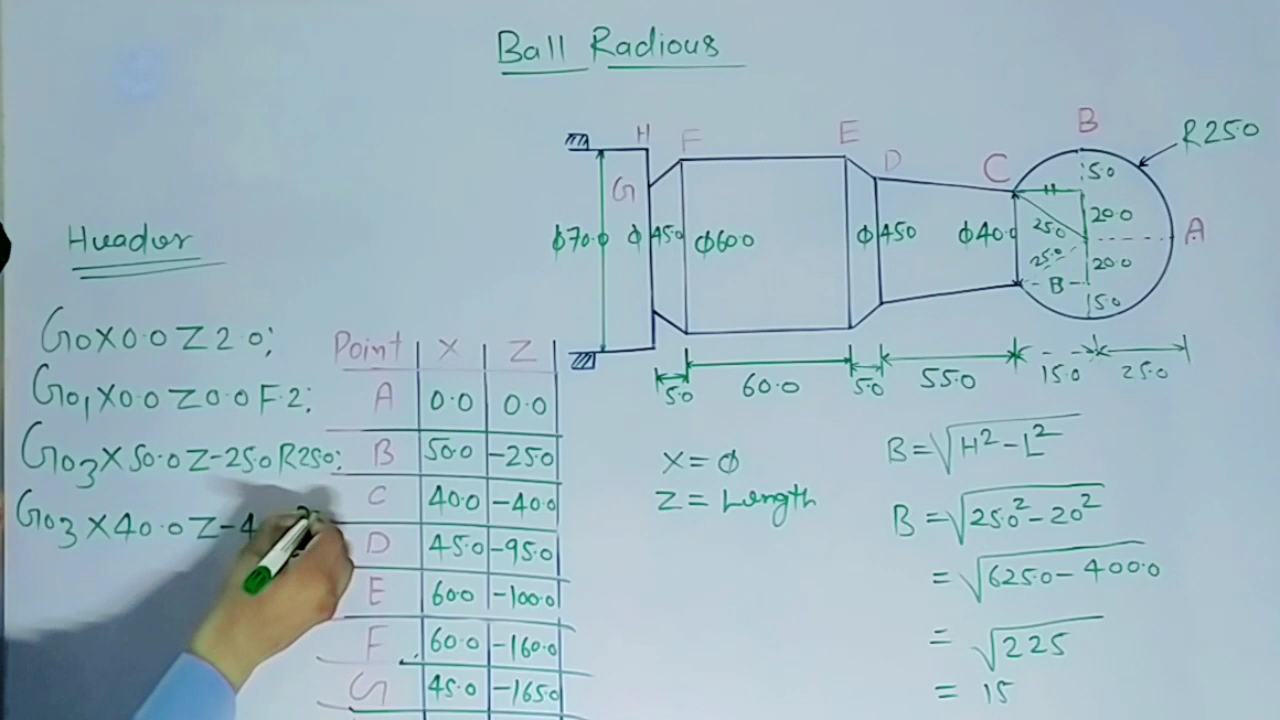 Ball Radious
Hueader
G0X0.0Z2.0;
G01X0.0Z0.0F.2;
G03X50.0Z-25.0R25.0;
G03X40.0Z-4
Point X Z
A 0.0 0.0
B 50.0 -25.0
C 40.0 -40.0
D 45.0 -95.0
E 60.0 -100.0
F 60.0 -160.0
G 45.0 -165.0
H F E D C B A
G
R25.0
ϕ70.0 ϕ45.0 ϕ60.0 ϕ45.0 ϕ40.0
5.0
20.0
25.0
25.0
20.0
B
5.0
H
5.0 60.0 5.0 55.0 15.0 25.0
X = ϕ
Z = Length
B = √H² - L²
B = √25.0² - 20²
= √625.0 - 400.0
= √225
= 15